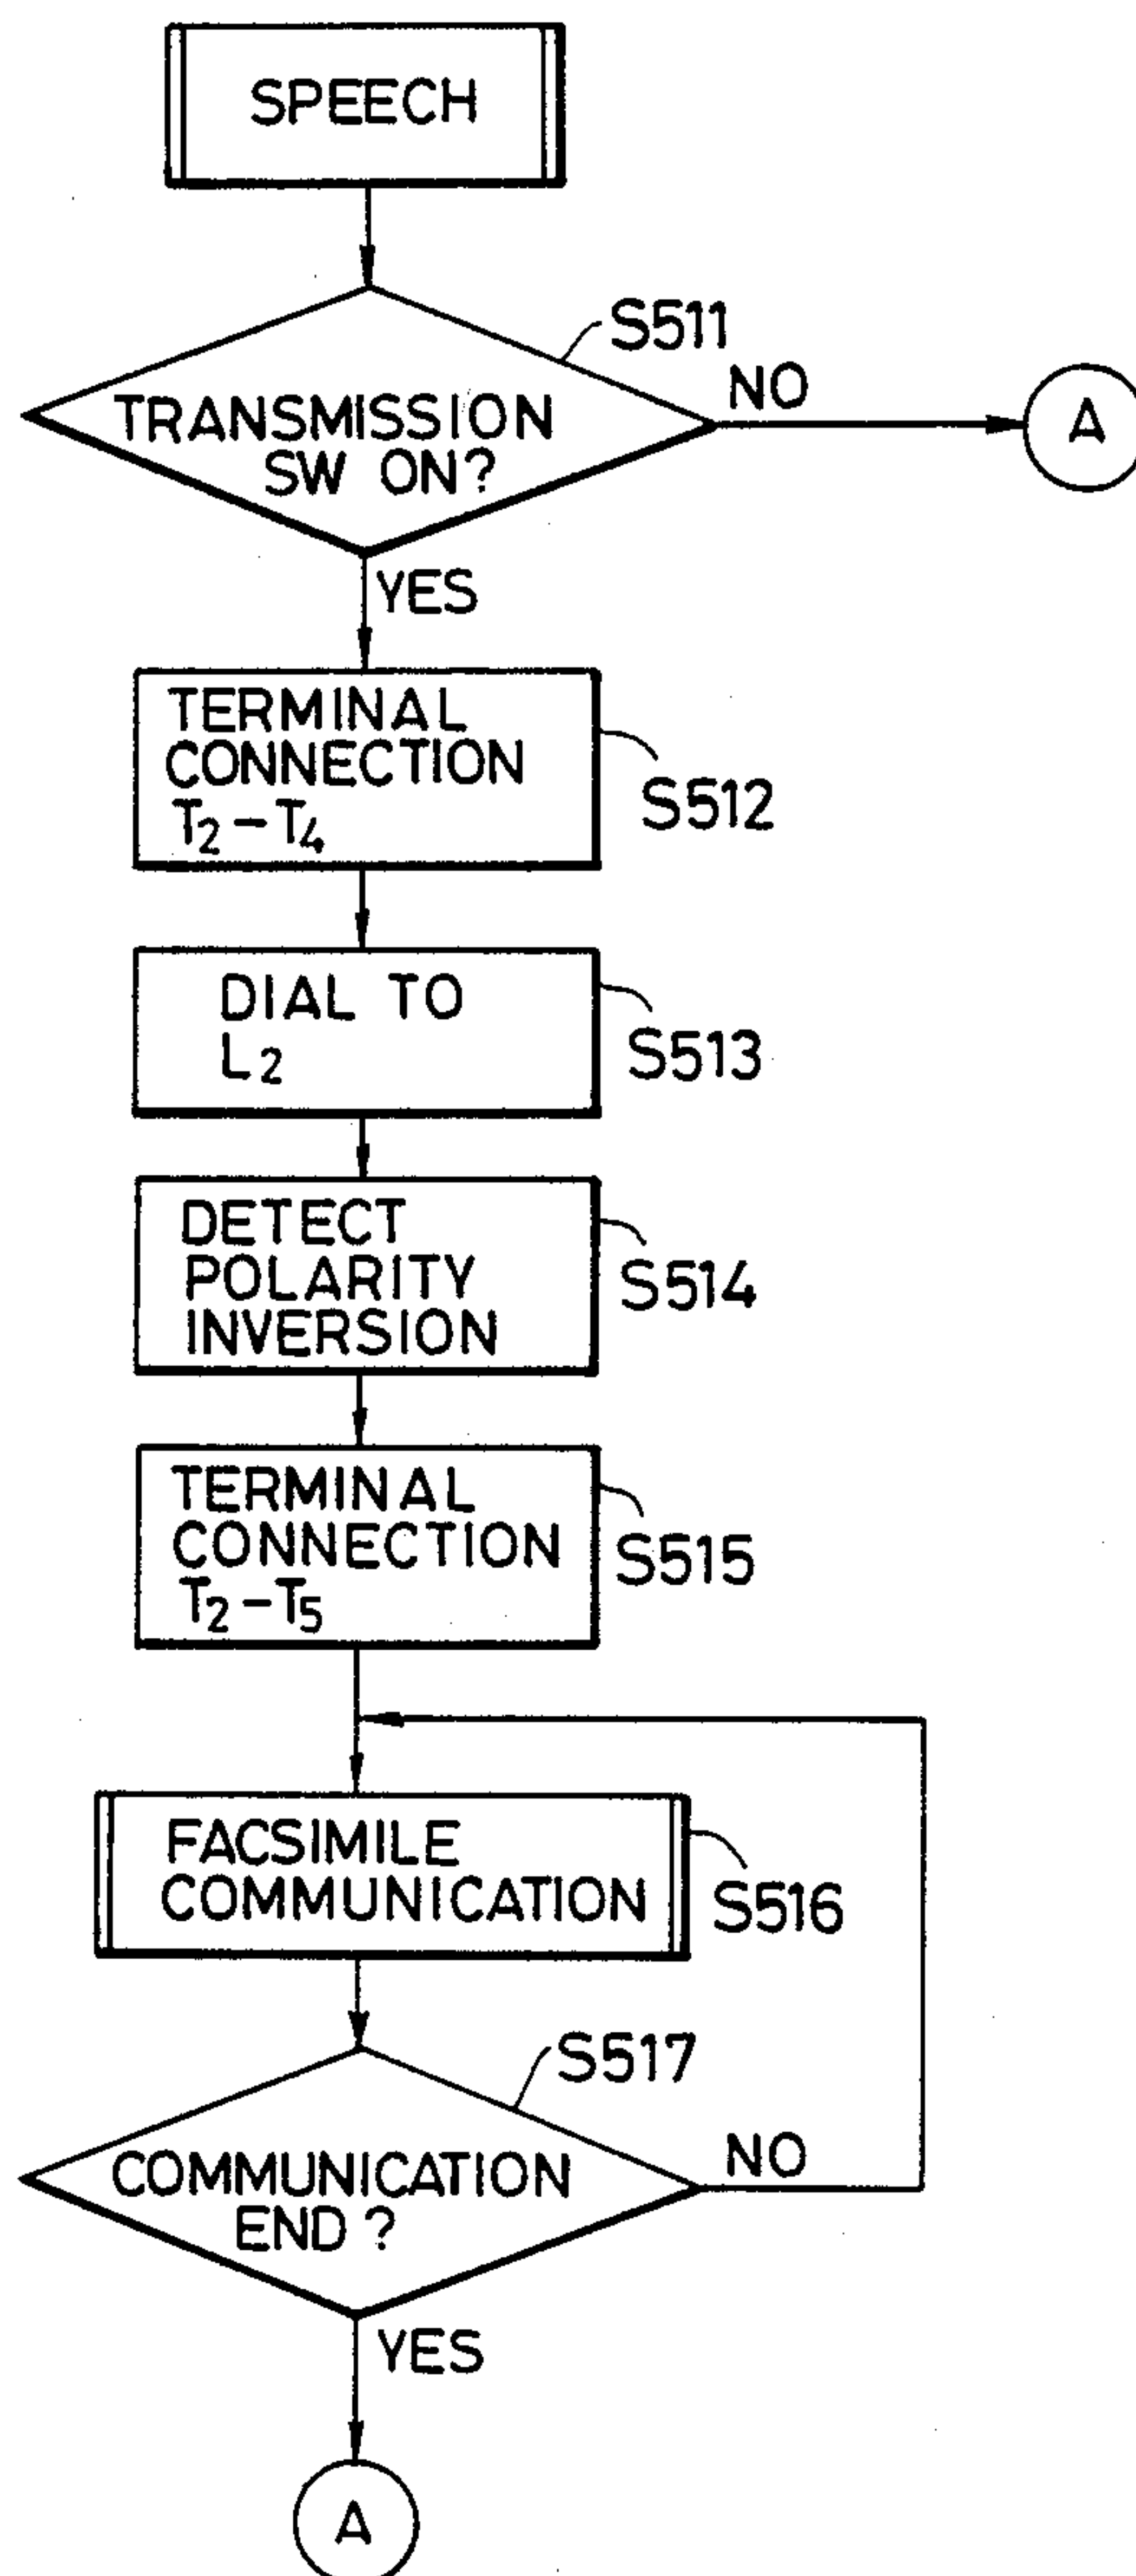 SPEECH
S511
NO
A
TRANSMISSION
SW ON?
YES
TERMINAL
CONNECTION
T2-T4
S512
DIAL TO
L2
S513
DETECT
POLARITY
INVERSION
S514
TERMINAL
CONNECTION
T2-T5
S515
FACSIMILE
COMMUNICATION
S516
S517
NO
COMMUNICATION
END?
YES
A